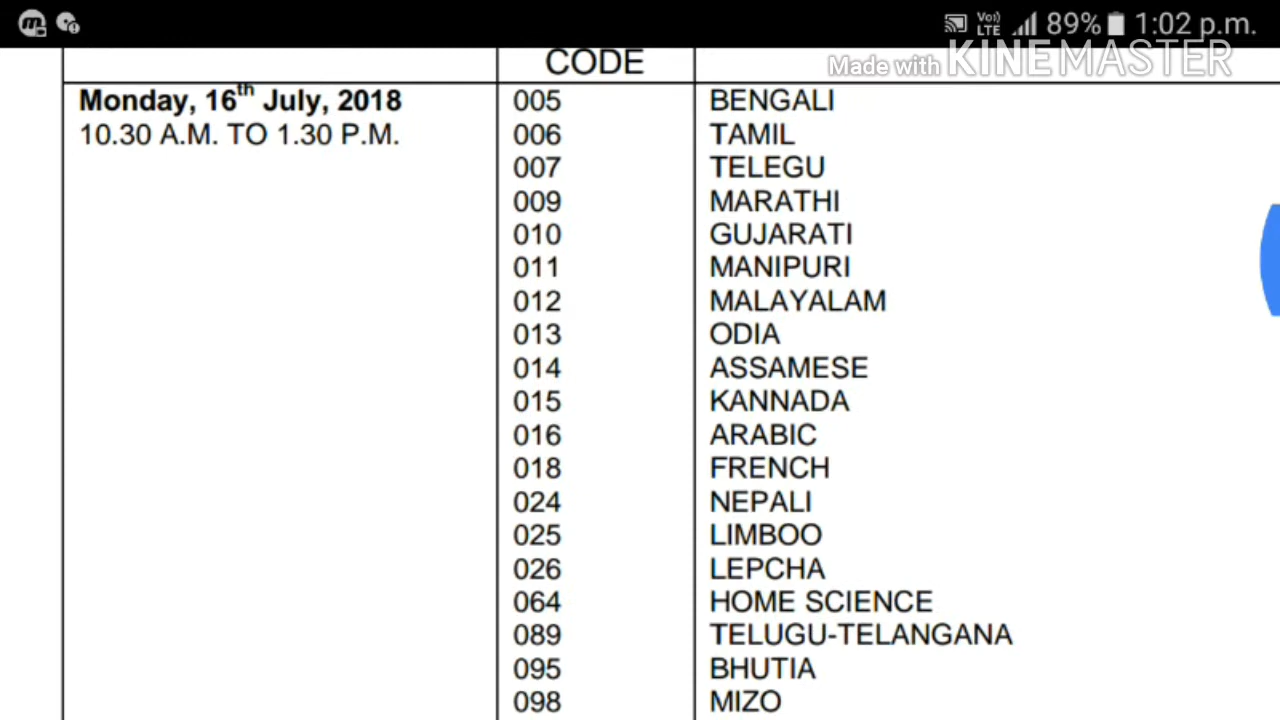 Vo)) LTE 89% 1:02 p.m.
Made with KINEMASTER
CODE
Monday, 16th July, 2018 005 BENGALI
10.30 A.M. TO 1.30 P.M. 006 TAMIL
007 TELEGU
009 MARATHI
010 GUJARATI
011 MANIPURI
012 MALAYALAM
013 ODIA
014 ASSAMESE
015 KANNADA
016 ARABIC
018 FRENCH
024 NEPALI
025 LIMBOO
026 LEPCHA
064 HOME SCIENCE
089 TELUGU-TELANGANA
095 BHUTIA
098 MIZO